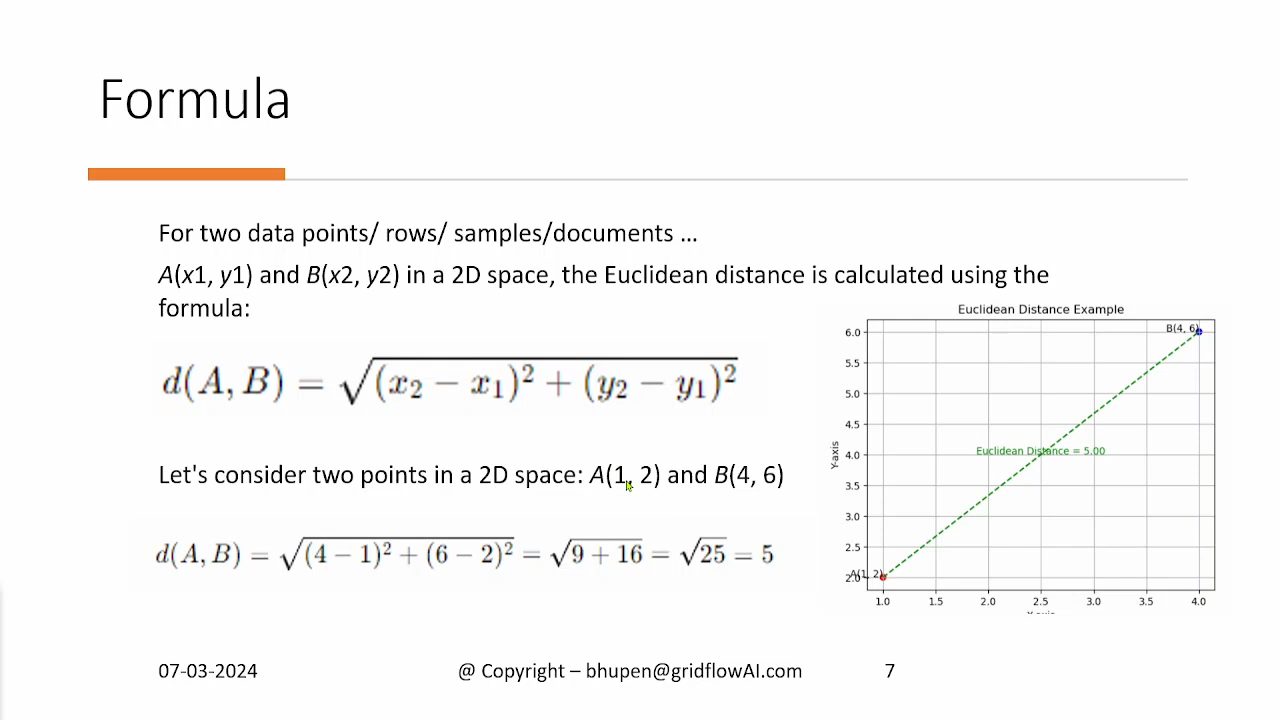 Formula
For two data points/ rows/ samples/documents …
A(x1, y1) and B(x2, y2) in a 2D space, the Euclidean distance is calculated using the
formula:
d(A, B) = √(x₂ − x₁)² + (y₂ − y₁)²
Let's consider two points in a 2D space: A(1, 2) and B(4, 6)
d(A, B) = √(4 − 1)² + (6 − 2)² = √9 + 16 = √25 = 5
Euclidean Distance Example
B(4, 6)
6.0
5.5
5.0
4.5
4.0
3.5
3.0
2.5
2.0
Y-axis
Euclidean Distance = 5.00
A(1, 2)
1.0 1.5 2.0 2.5 3.0 3.5 4.0
X-axis
07-03-2024 @ Copyright – bhupen@gridflowAI.com 7